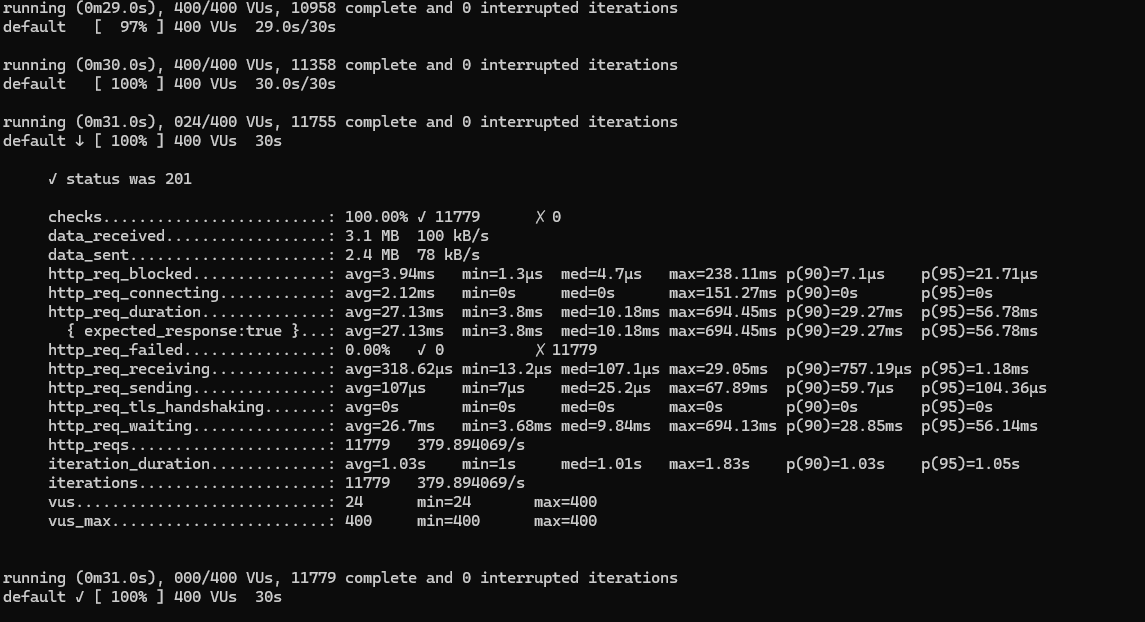 running (0m29.0s), 400/400 VUs, 10958 complete and 0 interrupted iterations
default   [  97% ] 400 VUs  29.0s/30s
running (0m30.0s), 400/400 VUs, 11358 complete and 0 interrupted iterations
default   [ 100% ] 400 VUs  30.0s/30s
running (0m31.0s), 024/400 VUs, 11755 complete and 0 interrupted iterations
default ↓ [ 100% ] 400 VUs  30s
     ✓ status was 201
     checks.........................: 100.00% ✓ 11779      ✗ 0
     data_received..................: 3.1 MB  100 kB/s
     data_sent......................: 2.4 MB  78 kB/s
     http_req_blocked...............: avg=3.94ms   min=1.3µs  med=4.7µs   max=238.11ms p(90)=7.1µs    p(95)=21.71µs
     http_req_connecting............: avg=2.12ms   min=0s     med=0s      max=151.27ms p(90)=0s       p(95)=0s
     http_req_duration..............: avg=27.13ms  min=3.8ms  med=10.18ms max=694.45ms p(90)=29.27ms  p(95)=56.78ms
       { expected_response:true }...: avg=27.13ms  min=3.8ms  med=10.18ms max=694.45ms p(90)=29.27ms  p(95)=56.78ms
     http_req_failed................: 0.00%   ✓ 0          ✗ 11779
     http_req_receiving.............: avg=318.62µs min=13.2µs med=107.1µs max=29.05ms  p(90)=757.19µs p(95)=1.18ms
     http_req_sending...............: avg=107µs    min=7µs    med=25.2µs  max=67.89ms  p(90)=59.7µs   p(95)=104.36µs
     http_req_tls_handshaking.......: avg=0s       min=0s     med=0s      max=0s       p(90)=0s       p(95)=0s
     http_req_waiting...............: avg=26.7ms   min=3.68ms med=9.84ms  max=694.13ms p(90)=28.85ms  p(95)=56.14ms
     http_reqs......................: 11779   379.894069/s
     iteration_duration.............: avg=1.03s    min=1s     med=1.01s   max=1.83s    p(90)=1.03s    p(95)=1.05s
     iterations.....................: 11779   379.894069/s
     vus............................: 24      min=24       max=400
     vus_max........................: 400     min=400      max=400
running (0m31.0s), 000/400 VUs, 11779 complete and 0 interrupted iterations
default ✓ [ 100% ] 400 VUs  30s